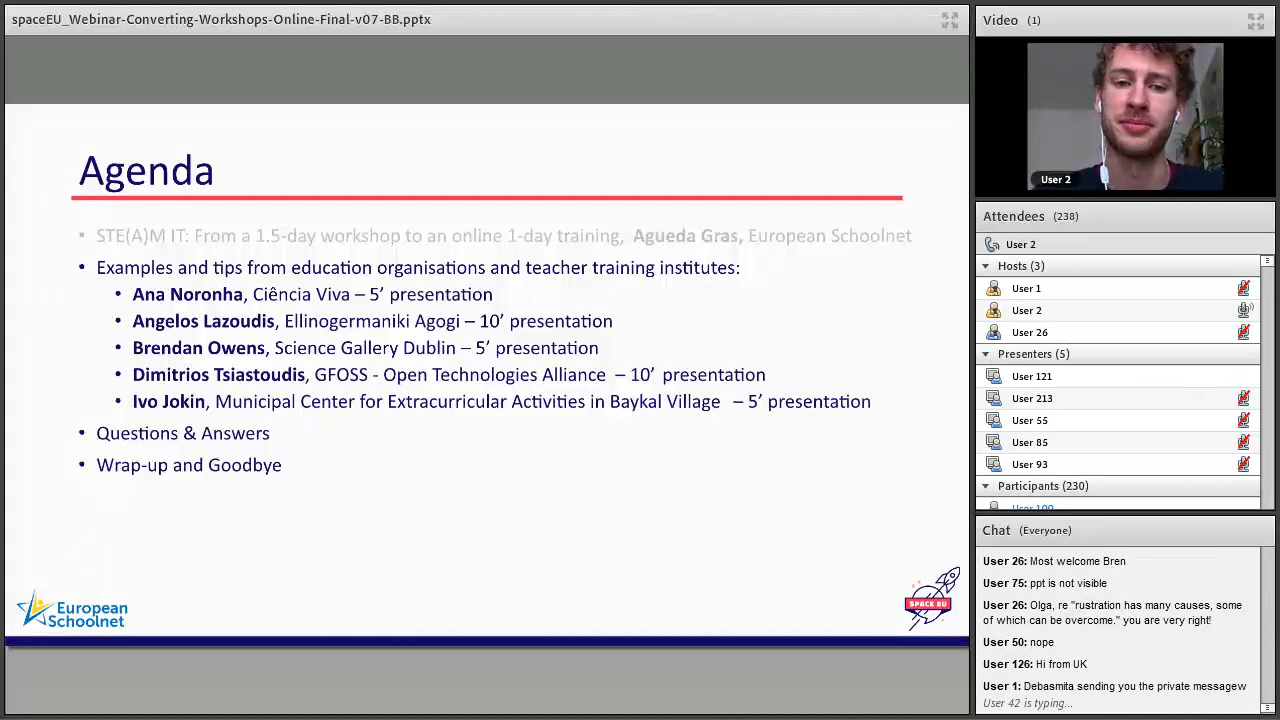 spaceEU_Webinar-Converting-Workshops-Online-Final-v07-BB.pptx
Agenda
• STE(A)M IT: From a 1.5-day workshop to an online 1-day training, Agueda Gras, European Schoolnet
• Examples and tips from education organisations and teacher training institutes:
• Ana Noronha, Ciência Viva – 5’ presentation
• Angelos Lazoudis, Ellinogermaniki Agogi – 10’ presentation
• Brendan Owens, Science Gallery Dublin – 5’ presentation
• Dimitrios Tsiastoudis, GFOSS - Open Technologies Alliance – 10’ presentation
• Ivo Jokin, Municipal Center for Extracurricular Activities in Baykal Village – 5’ presentation
• Questions & Answers
• Wrap-up and Goodbye
European
Schoolnet
SPACE EU
Video (1)
User 2
Attendees (238)
User 2
Hosts (3)
User 1
User 2
User 26
Presenters (5)
User 121
User 213
User 55
User 85
User 93
Participants (230)
User 100
Chat (Everyone)
User 26: Most welcome Bren
User 75: ppt is not visible
User 26: Olga, re "rustration has many causes, some
of which can be overcome." you are very right!
User 50: nope
User 126: Hi from UK
User 1: Debasmita sending you the private messagew
User 42 is typing...